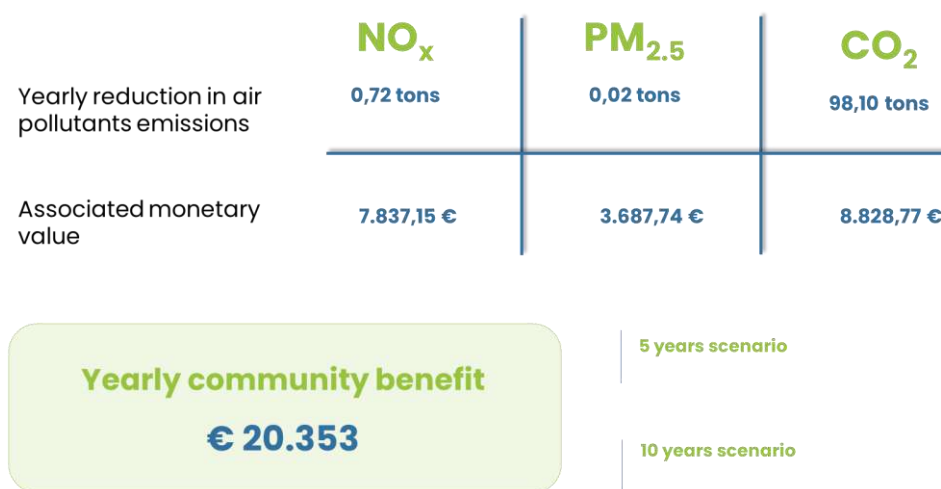 NOx PM2.5 CO2
Yearly reduction in air
pollutants emissions
0,72 tons 0,02 tons 98,10 tons
Associated monetary
value
7.837,15 € 3.687,74 € 8.828,77 €
Yearly community benefit
€ 20.353
5 years scenario
10 years scenario